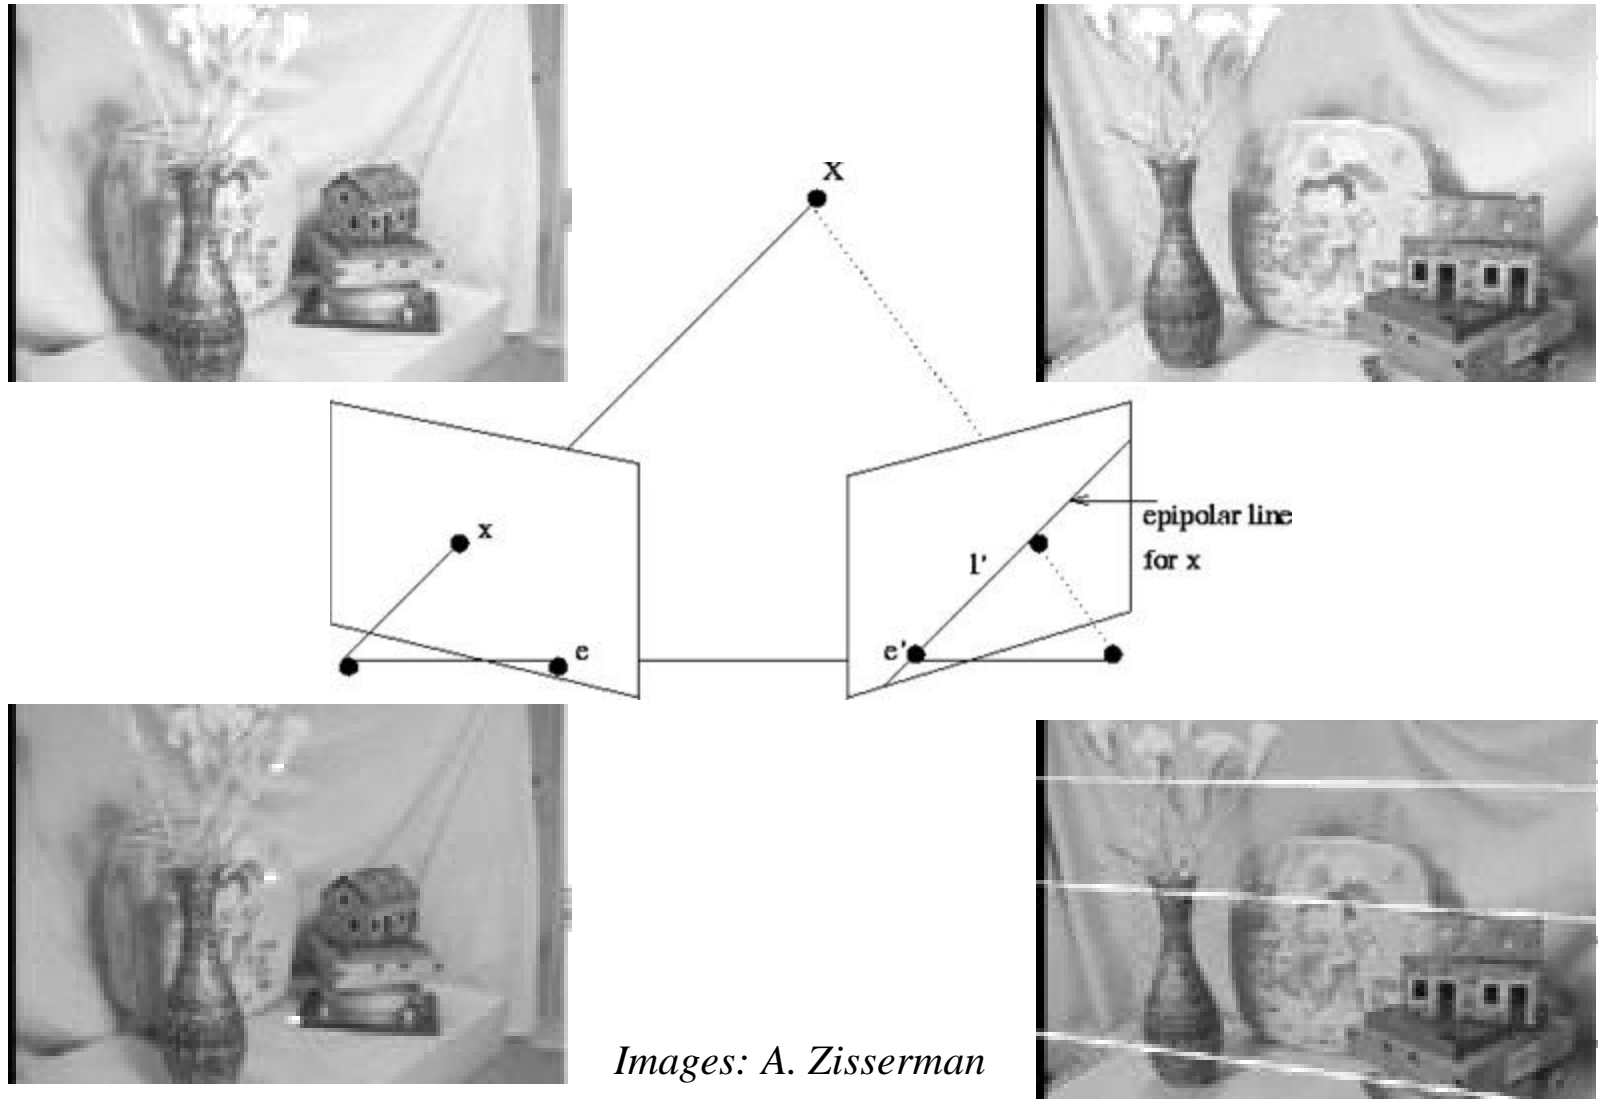 X
x
epipolar line
l'
for x
e
e'
Images: A. Zisserman